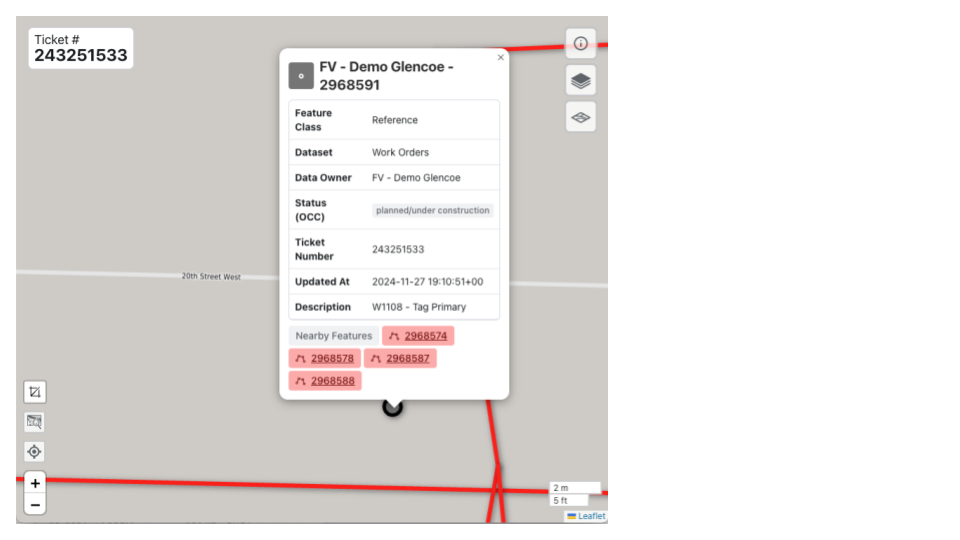 Ticket #
243251533
FV - Demo Glencoe -
2968591
×
Feature
Class
Reference
Dataset
Work Orders
Data Owner
FV - Demo Glencoe
Status
(OCC)
planned/under construction
Ticket
Number
243251533
Updated At
2024-11-27 19:10:51+00
Description
W1108 - Tag Primary
Nearby Features
2968574
2968578
2968587
2968588
20th Street West
+
−
2 m
5 ft
Leaflet